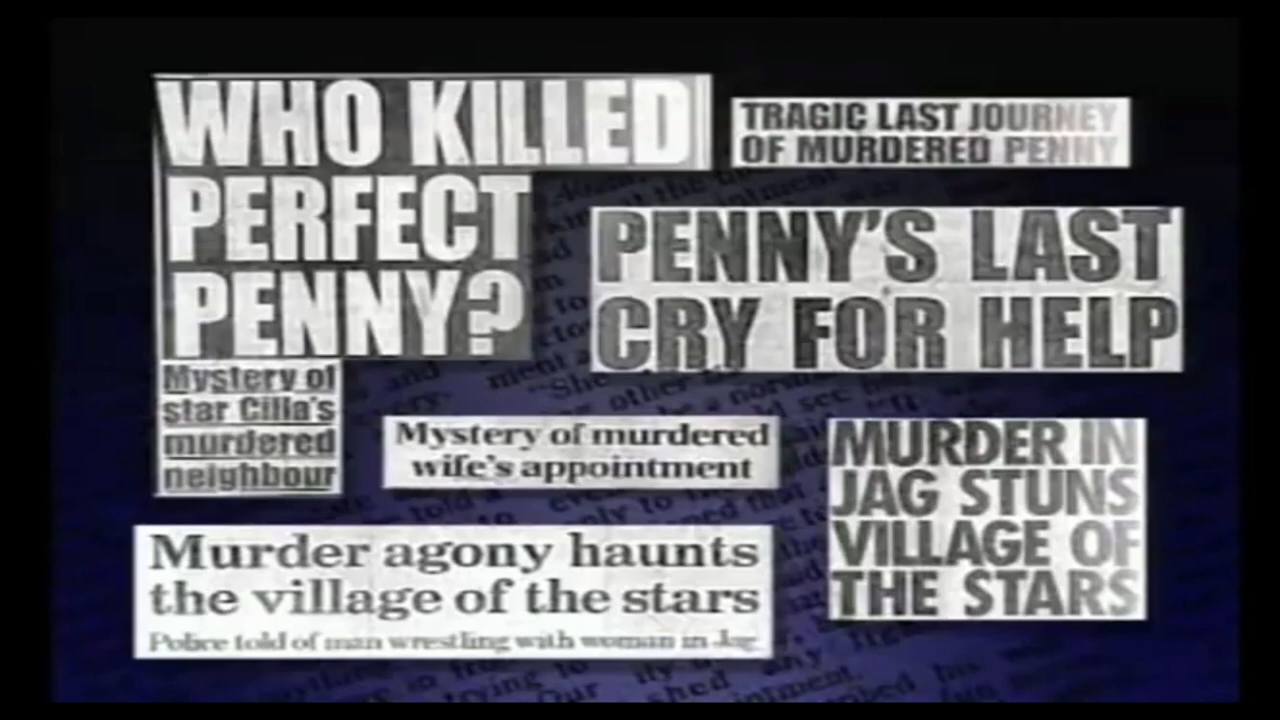 WHO KILLED
PERFECT
PENNY?
Mystery of
star Cilla's
murdered
neighbour
TRAGIC LAST JOURNEY
OF MURDERED PENNY
PENNY'S LAST
CRY FOR HELP
Mystery of murdered
wife's appointment
MURDER IN
JAG STUNS
VILLAGE OF
THE STARS
Murder agony haunts
the village of the stars
Police told of man wrestling with woman in Jag